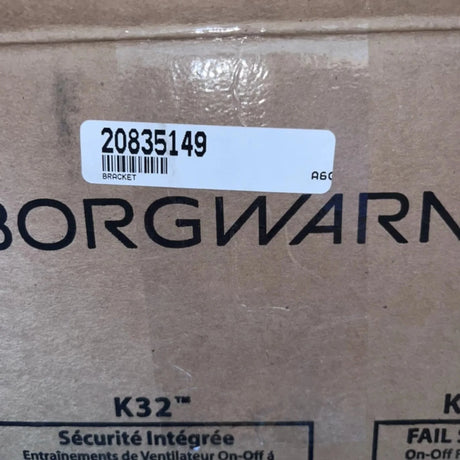 20835149
BRACKET A6
BORGWARN
K32™ K
Sécurité Intégrée FAIL
Entraînements de Ventilateur On-Off á On-Off